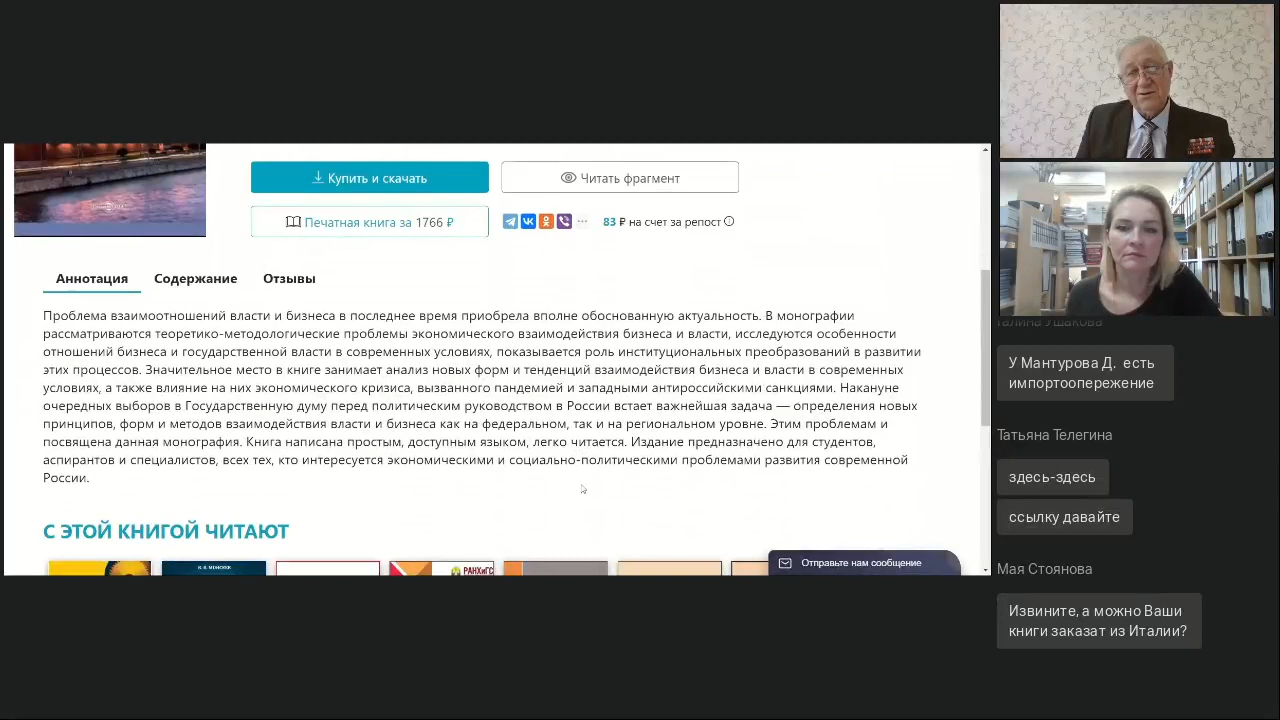 Купить и скачать
Читать фрагмент
Печатная книга за 1766 ₽
83 ₽ на счет за репост
Аннотация Содержание Отзывы
Проблема взаимоотношений власти и бизнеса в последнее время приобрела вполне обоснованную актуальность. В монографии
рассматриваются теоретико-методологические проблемы экономического взаимодействия бизнеса и власти, исследуются особенности
отношений бизнеса и государственной власти в современных условиях, показывается роль институциональных преобразований в развитии
этих процессов. Значительное место в книге занимает анализ новых форм и тенденций взаимодействия бизнеса и власти в современных
условиях, а также влияние на них экономического кризиса, вызванного пандемией и западными антироссийскими санкциями. Накануне
очередных выборов в Государственную думу перед политическим руководством в России встает важнейшая задача — определения новых
принципов, форм и методов взаимодействия власти и бизнеса как на федеральном, так и на региональном уровне. Этим проблемам и
посвящена данная монография. Книга написана простым, доступным языком, легко читается. Издание предназначено для студентов,
аспирантов и специалистов, всех тех, кто интересуется экономическими и социально-политическими проблемами развития современной
России.
С ЭТОЙ КНИГОЙ ЧИТАЮТ
РАНХиГС
Отправьте нам сообщение
Галина Ушакова
У Мантурова Д. есть
импортоопережение
Татьяна Телегина
здесь-здесь
ссылку давайте
Мая Стоянова
Извините, а можно Ваши
книги заказат из Италии?